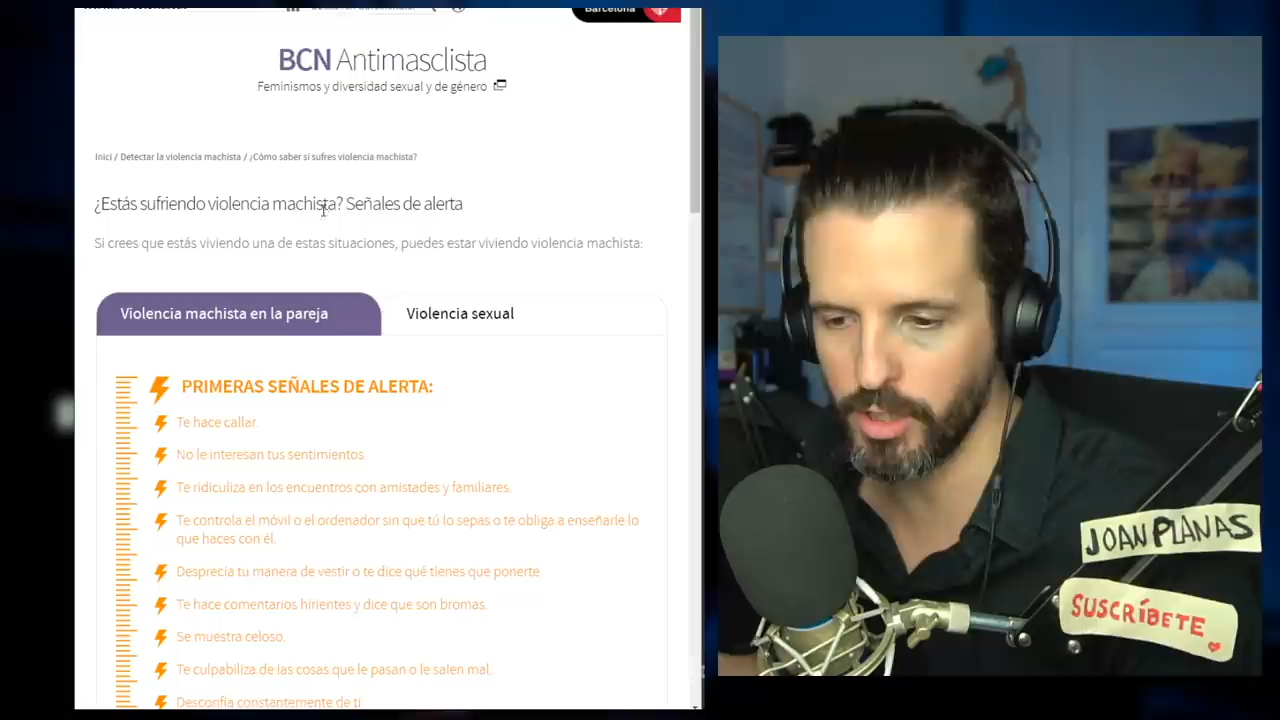 Barcelona
BCN Antimasclista
Feminismos y diversidad sexual y de género
Inici / Detectar la violencia machista / ¿Cómo saber si sufres violencia machista?
¿Estás sufriendo violencia machista? Señales de alerta
Si crees que estás viviendo una de estas situaciones, puedes estar viviendo violencia machista:
Violencia machista en la pareja
Violencia sexual
PRIMERAS SEÑALES DE ALERTA:
Te hace callar.
No le interesan tus sentimientos
Te ridiculiza en los encuentros con amistades y familiares.
Te controla el móvil o el ordenador sin que tú lo sepas o te obliga a enseñarle lo
que haces con él.
Desprecia tu manera de vestir o te dice qué tienes que ponerte
Te hace comentarios hirientes y dice que son bromas.
Se muestra celoso.
Te culpabiliza de las cosas que le pasan o le salen mal.
Desconfía constantemente de ti
JOAN PLANAS
SUSCRÍBETE